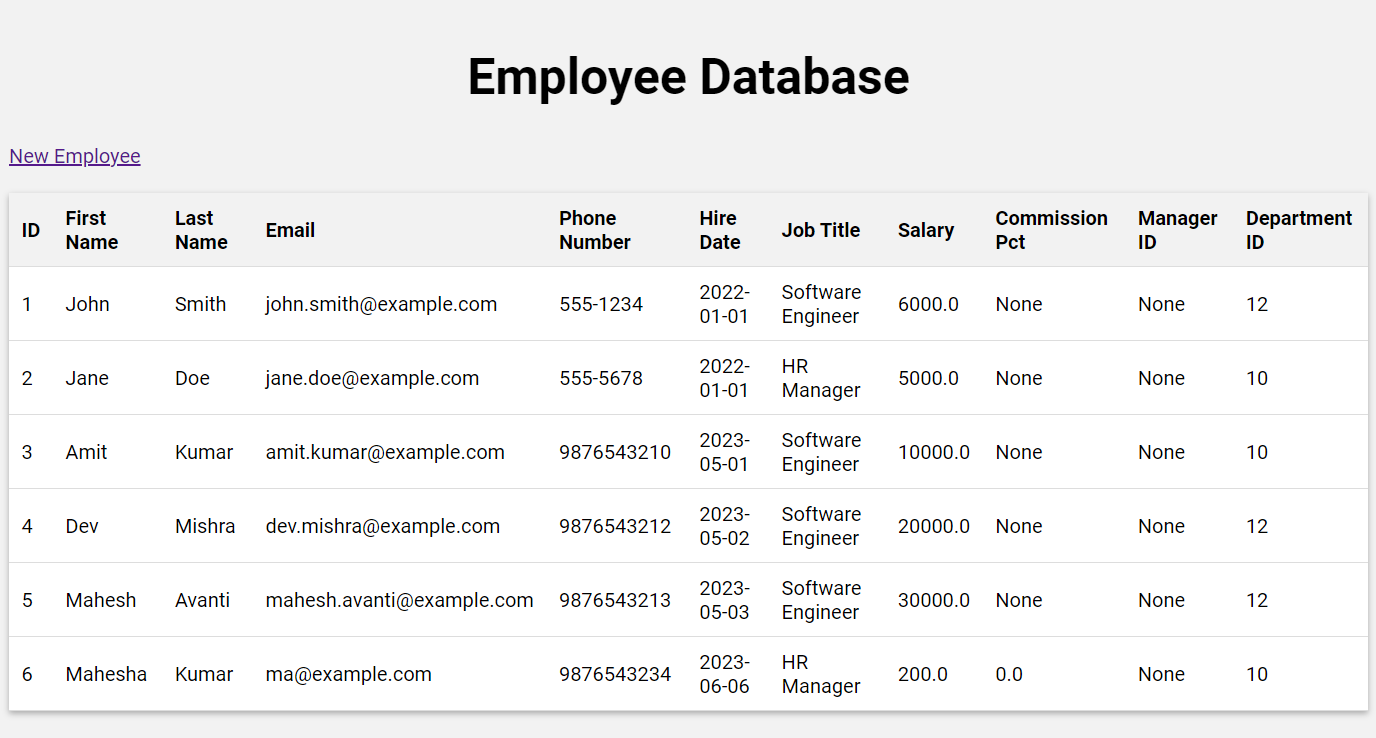 Employee Database
New Employee
ID First Name Last Name Email Phone Number Hire Date Job Title Salary Commission Pct Manager ID Department ID
1 John Smith john.smith@example.com 555-1234 2022-01-01 Software Engineer 6000.0 None None 12
2 Jane Doe jane.doe@example.com 555-5678 2022-01-01 HR Manager 5000.0 None None 10
3 Amit Kumar amit.kumar@example.com 9876543210 2023-05-01 Software Engineer 10000.0 None None 10
4 Dev Mishra dev.mishra@example.com 9876543212 2023-05-02 Software Engineer 20000.0 None None 12
5 Mahesh Avanti mahesh.avanti@example.com 9876543213 2023-05-03 Software Engineer 30000.0 None None 12
6 Mahesha Kumar ma@example.com 9876543234 2023-06-06 HR Manager 200.0 0.0 None 10